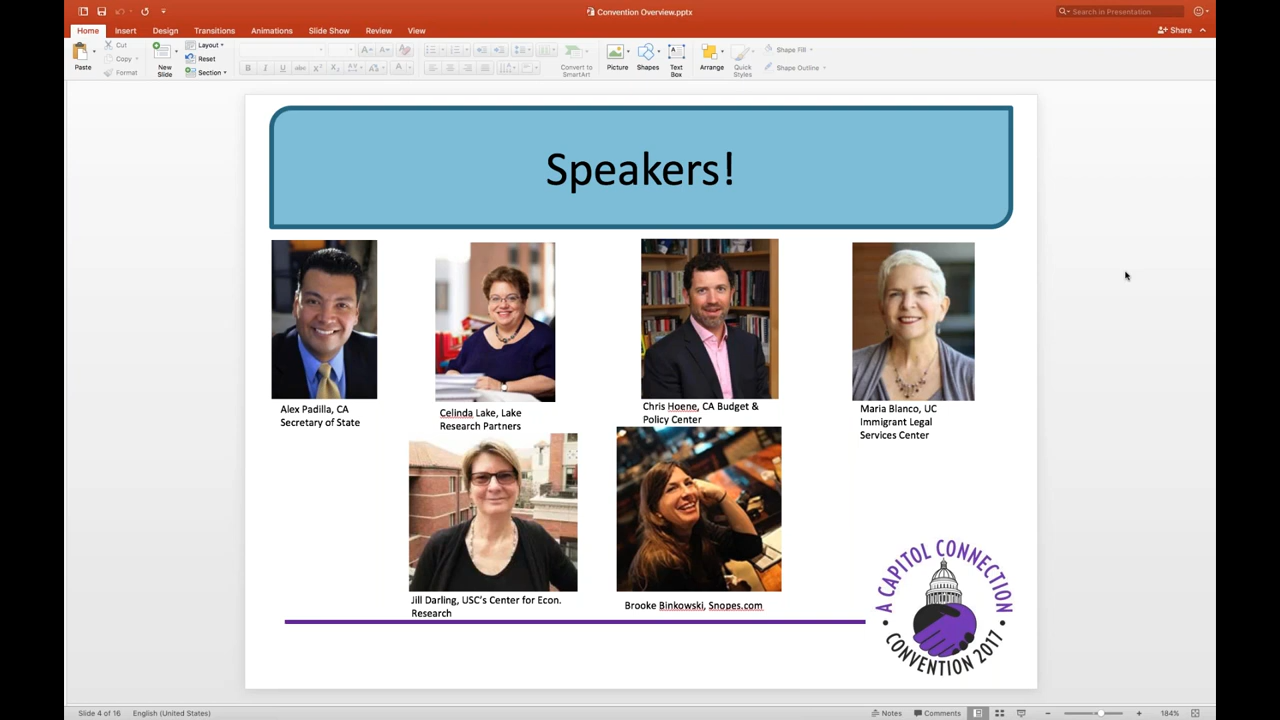 Convention Overview.pptx
Search in Presentation
Home Insert Design Transitions Animations Slide Show Review View
Share
Paste
Cut
Copy
Format
New
Slide
Layout
Reset
Section
B I U abc X² X₂
Convert to
SmartArt
Picture
Shapes
Text
Box
Arrange
Quick
Styles
Shape Fill
Shape Outline
Speakers!
Alex Padilla, CA
Secretary of State
Celinda Lake, Lake
Research Partners
Chris Hoene, CA Budget &
Policy Center
Maria Blanco, UC
Immigrant Legal
Services Center
Jill Darling, USC's Center for Econ.
Research
Brooke Binkowski, Snopes.com
A CAPITOL CONNECTION
• CONVENTION 2017 •
Slide 4 of 16
English (United States)
Notes
Comments
184%